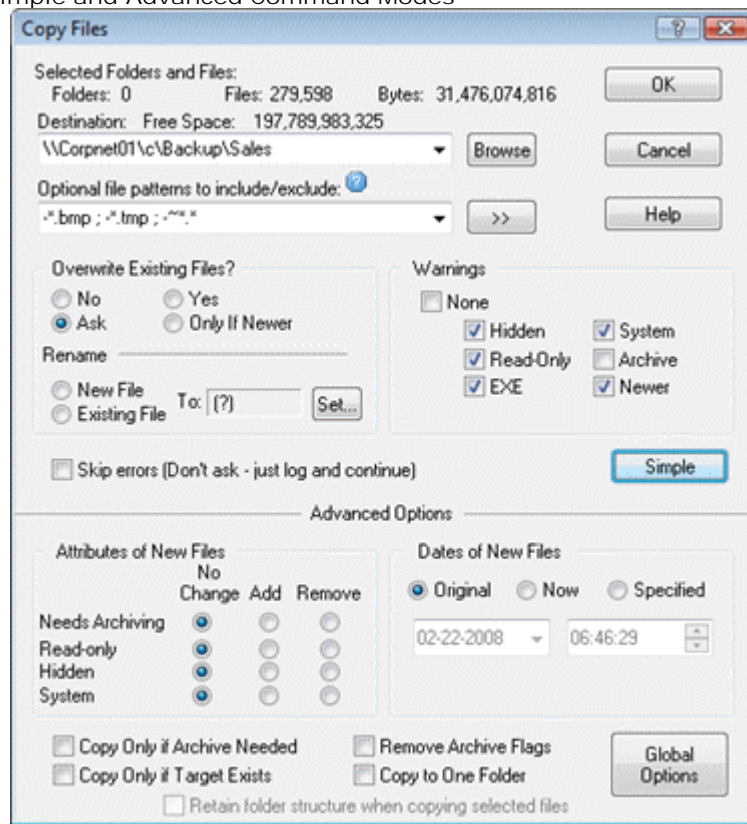 Simple and Advanced Command Modes
Copy Files
Selected Folders and Files:
Folders: 0 Files: 279,598 Bytes: 31,476,074,816
OK
Destination: Free Space: 197,789,983,325
\\Corpnet01\c\Backup\Sales
Browse
Cancel
Optional file patterns to include/exclude:
-*.bmp ; -*.tmp ; -~*.*
>>
Help
Overwrite Existing Files?
No Yes
Ask Only If Newer
Rename
New File
Existing File
To: (?)
Set...
Warnings
None
Hidden System
Read-Only Archive
EXE Newer
Skip errors (Don't ask - just log and continue)
Simple
Advanced Options
Attributes of New Files
No
Change Add Remove
Needs Archiving
Read-only
Hidden
System
Dates of New Files
Original Now Specified
02-22-2008 06:46:29
Copy Only if Archive Needed Remove Archive Flags
Copy Only if Target Exists Copy to One Folder
Retain folder structure when copying selected files
Global
Options